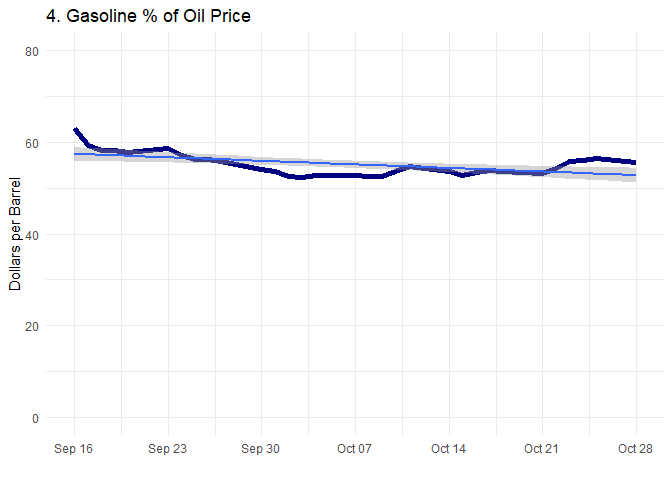 4. Gasoline % of Oil Price
Dollars per Barrel
80
60
40
20
0
Sep 16 Sep 23 Sep 30 Oct 07 Oct 14 Oct 21 Oct 28